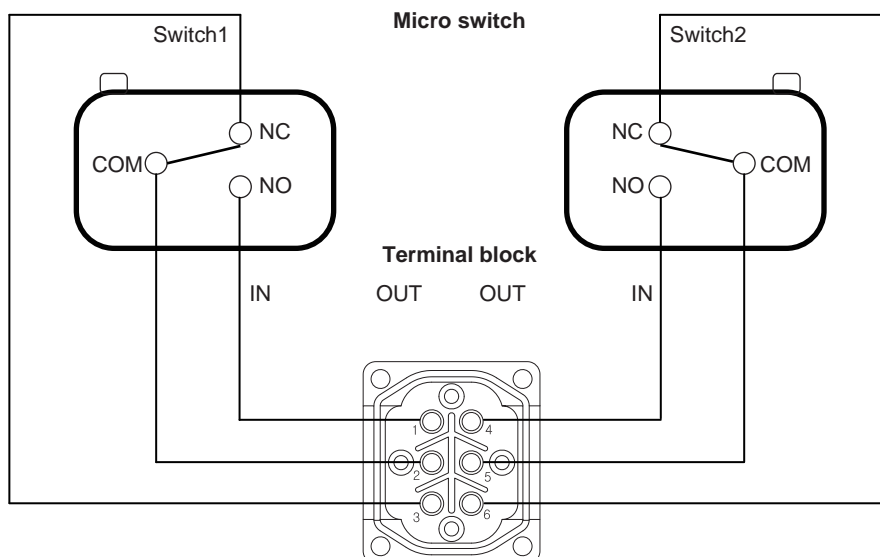 Micro switch
Switch1 Switch2
NC NC
COM COM
NO NO
Terminal block
IN OUT OUT IN
1 4
2 5
3 6